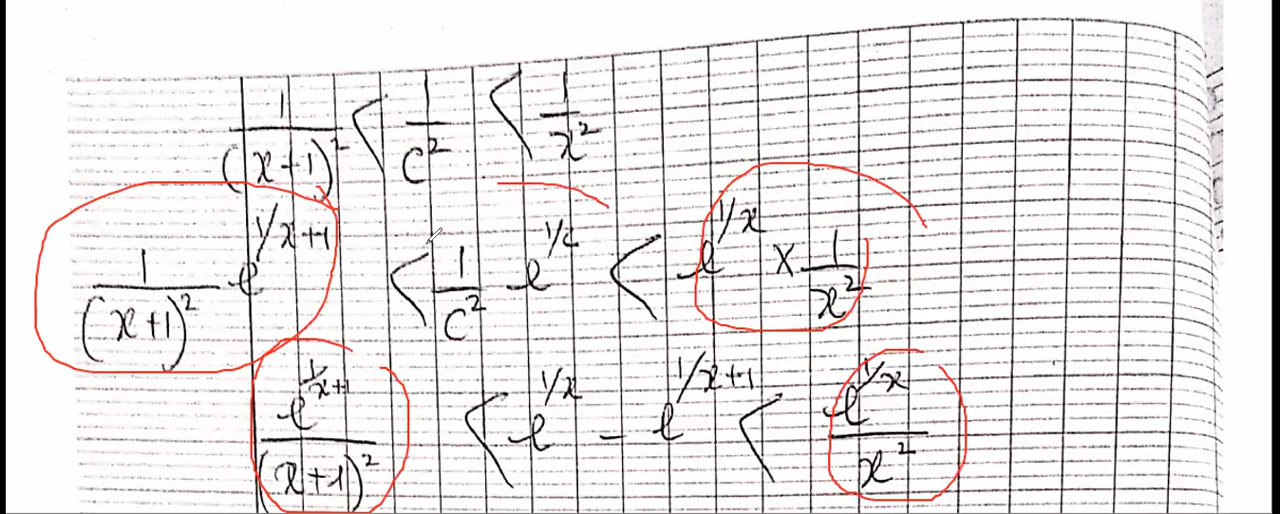 1/(x+1)² < 1/c² < 1/x²
1/(x+1)² e^(1/x+1) < 1/c² e^(1/c) < e^(1/x) × 1/x²
e^(1/x+1)/(x+1)² < e^(1/x) - e^(1/x+1) < e^(1/x)/x²